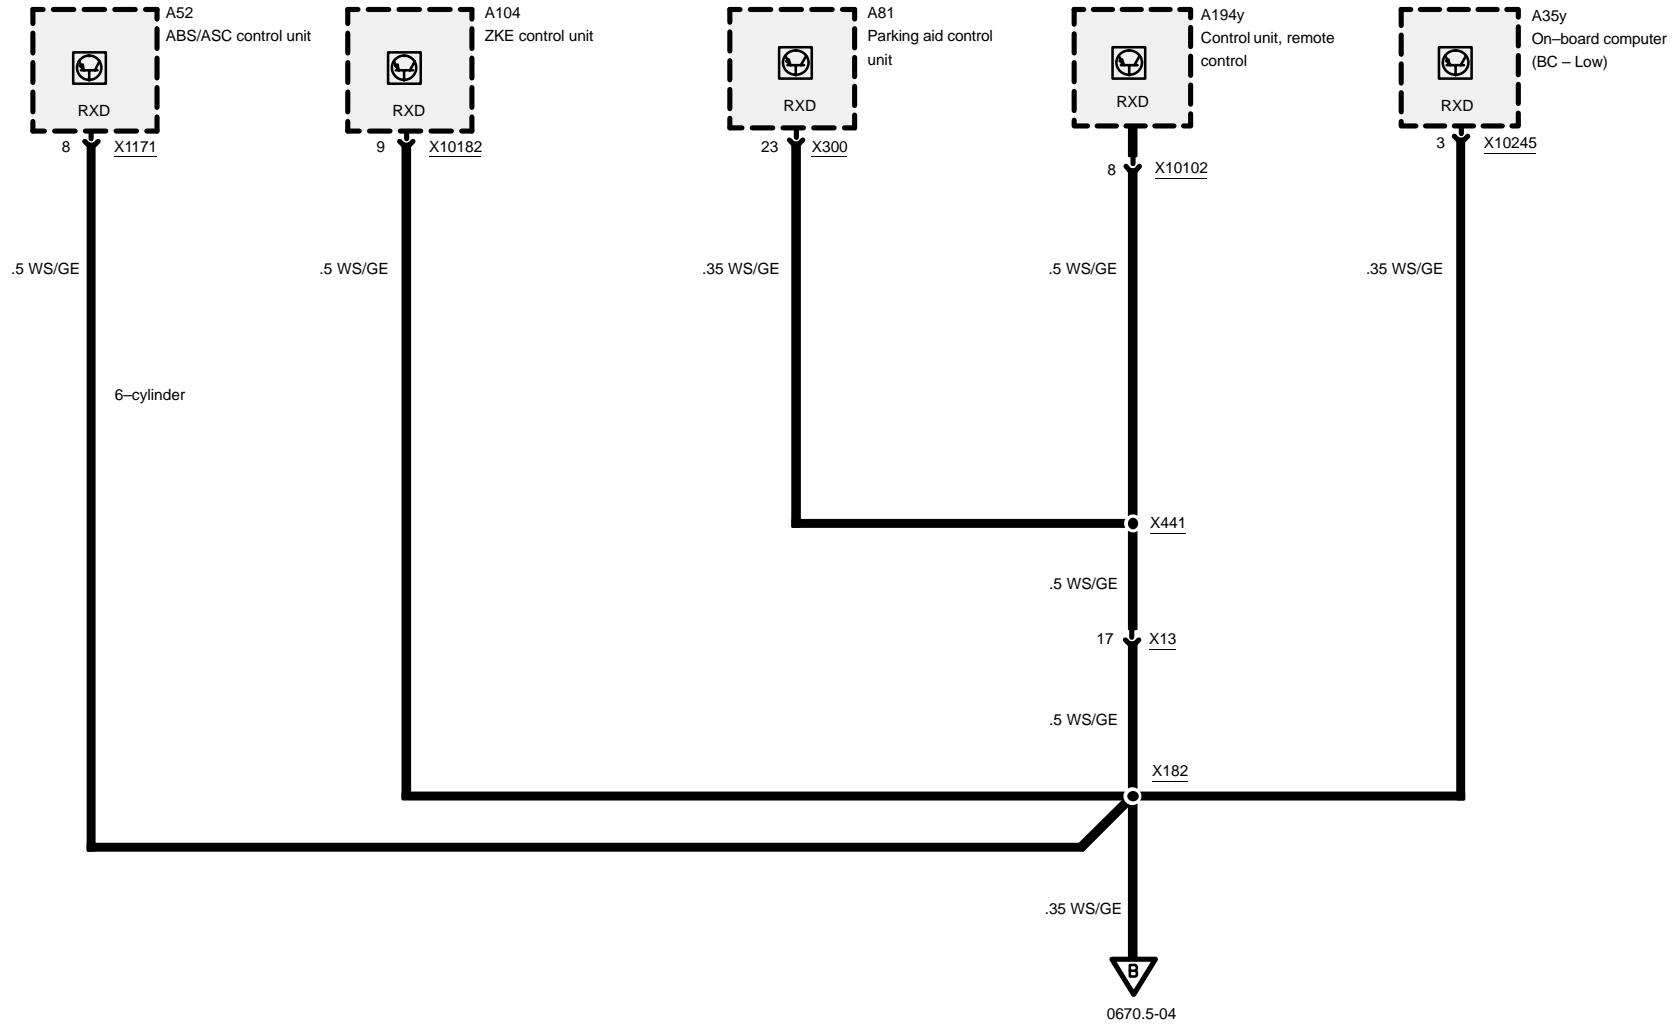 A52
ABS/ASC control unit
RXD
8 X1171
A104
ZKE control unit
RXD
9 X10182
A81
Parking aid control
unit
RXD
23 X300
A194y
Control unit, remote
control
RXD
8 X10102
A35y
On–board computer
(BC – Low)
RXD
3 X10245
.5 WS/GE
.5 WS/GE
.35 WS/GE
.5 WS/GE
.35 WS/GE
6–cylinder
X441
.5 WS/GE
17 X13
.5 WS/GE
X182
.35 WS/GE
B
0670.5-04